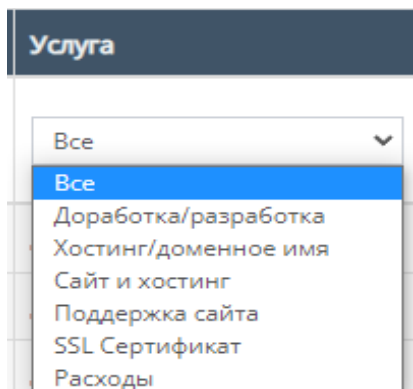 Услуга
Все
Все
Доработка/разработка
Хостинг/доменное имя
Сайт и хостинг
Поддержка сайта
SSL Сертификат
Расходы